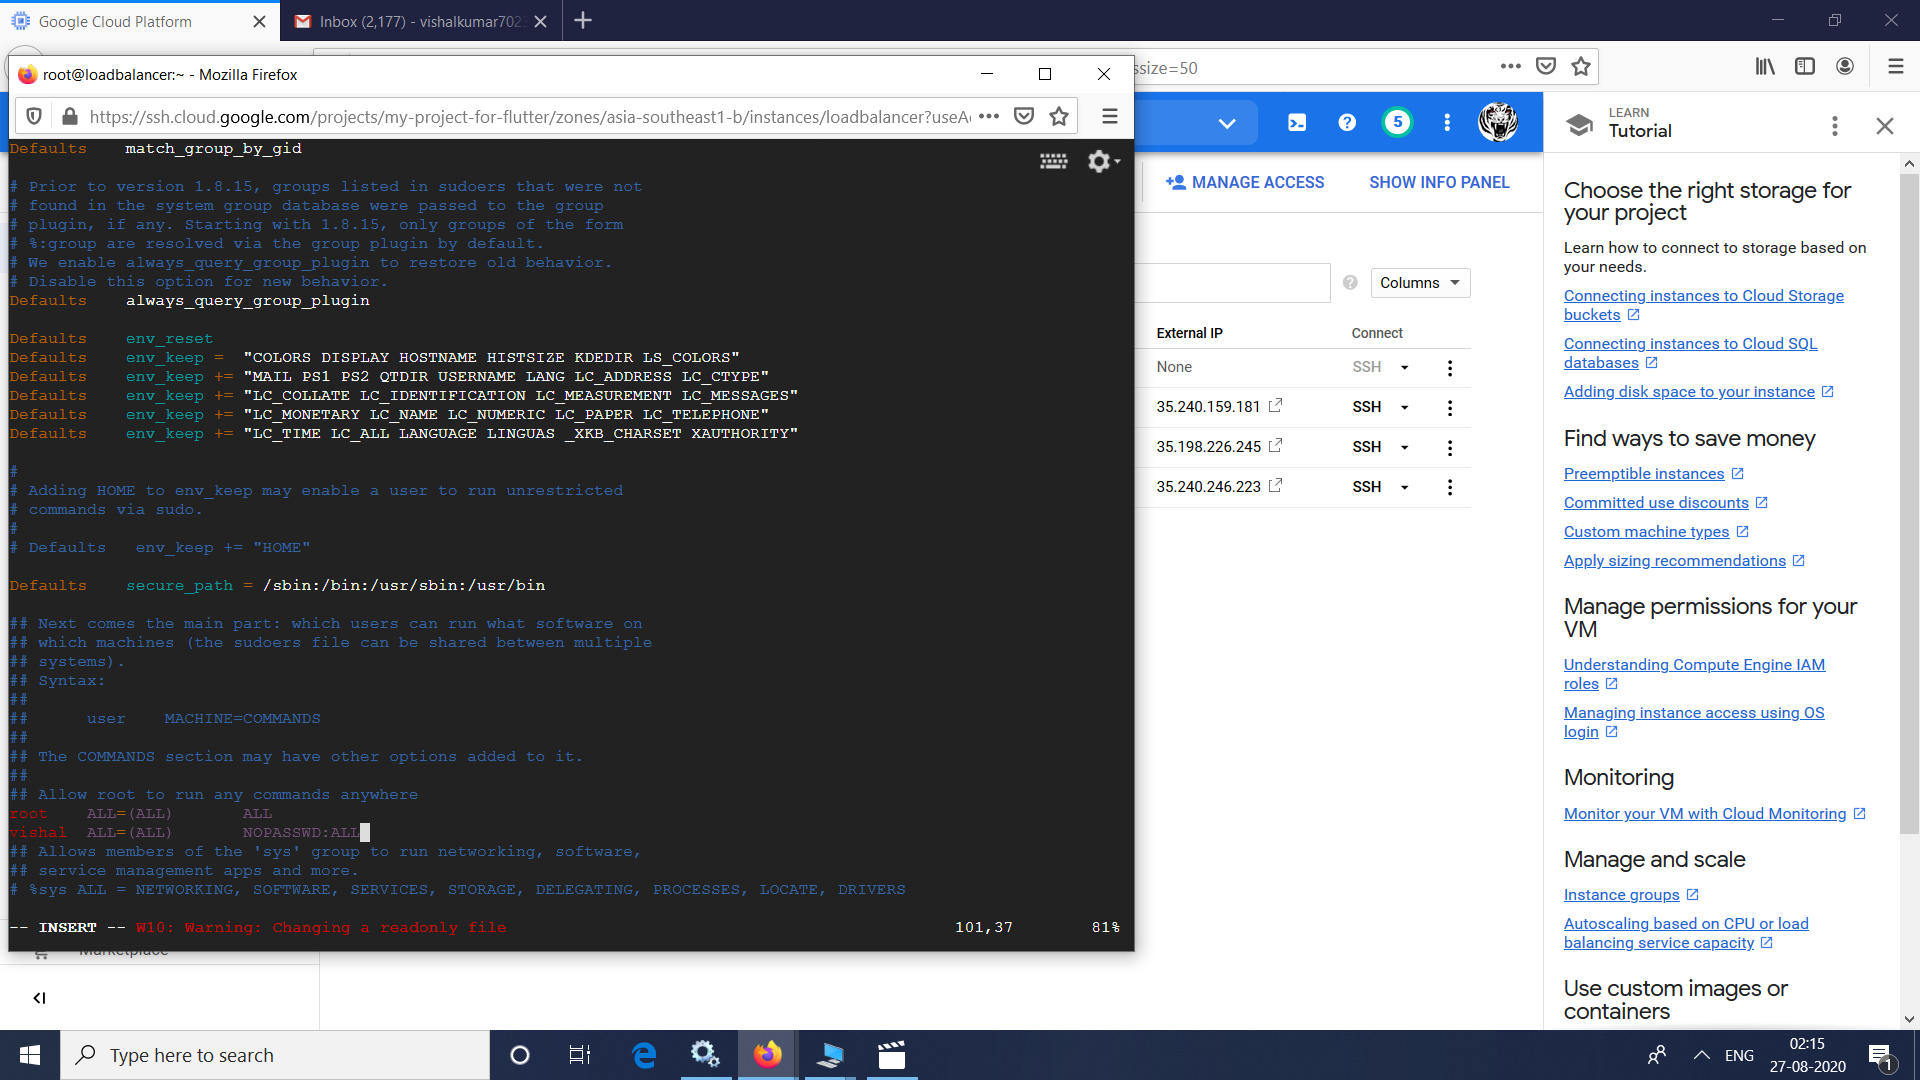 Google Cloud Platform
Inbox (2,177) - vishalkumar702
root@loadbalancer:~ - Mozilla Firefox
ssize=50
https://ssh.cloud.google.com/projects/my-project-for-flutter/zones/asia-southeast1-b/instances/loadbalancer?useA
5
LEARN
Tutorial
MANAGE ACCESS
SHOW INFO PANEL
Defaults    match_group_by_gid
# Prior to version 1.8.15, groups listed in sudoers that were not
# found in the system group database were passed to the group
# plugin, if any. Starting with 1.8.15, only groups of the form
# %:group are resolved via the group plugin by default.
# We enable always_query_group_plugin to restore old behavior.
# Disable this option for new behavior.
Defaults    always_query_group_plugin
Defaults    env_reset
Defaults    env_keep =  "COLORS DISPLAY HOSTNAME HISTSIZE KDEDIR LS_COLORS"
Defaults    env_keep += "MAIL PS1 PS2 QTDIR USERNAME LANG LC_ADDRESS LC_CTYPE"
Defaults    env_keep += "LC_COLLATE LC_IDENTIFICATION LC_MEASUREMENT LC_MESSAGES"
Defaults    env_keep += "LC_MONETARY LC_NAME LC_NUMERIC LC_PAPER LC_TELEPHONE"
Defaults    env_keep += "LC_TIME LC_ALL LANGUAGE LINGUAS _XKB_CHARSET XAUTHORITY"
#
# Adding HOME to env_keep may enable a user to run unrestricted
# commands via sudo.
#
# Defaults   env_keep += "HOME"
Defaults    secure_path = /sbin:/bin:/usr/sbin:/usr/bin
## Next comes the main part: which users can run what software on
## which machines (the sudoers file can be shared between multiple
## systems).
## Syntax:
##
##      user    MACHINE=COMMANDS
##
## The COMMANDS section may have other options added to it.
##
## Allow root to run any commands anywhere
root    ALL=(ALL)       ALL
vishal  ALL=(ALL)       NOPASSWD:ALL
## Allows members of the 'sys' group to run networking, software,
## service management apps and more.
# %sys ALL = NETWORKING, SOFTWARE, SERVICES, STORAGE, DELEGATING, PROCESSES, LOCATE, DRIVERS
-- INSERT -- W10: Warning: Changing a readonly file
101,37
81%
Marketplace
Columns
External IP
Connect
None
SSH
35.240.159.181
SSH
35.198.226.245
SSH
35.240.246.223
SSH
Choose the right storage for
your project
Learn how to connect to storage based on
your needs.
Connecting instances to Cloud Storage
buckets
Connecting instances to Cloud SQL
databases
Adding disk space to your instance
Find ways to save money
Preemptible instances
Committed use discounts
Custom machine types
Apply sizing recommendations
Manage permissions for your
VM
Understanding Compute Engine IAM
roles
Managing instance access using OS
login
Monitoring
Monitor your VM with Cloud Monitoring
Manage and scale
Instance groups
Autoscaling based on CPU or load
balancing service capacity
Use custom images or
containers
Type here to search
ENG
02:15
27-08-2020
1